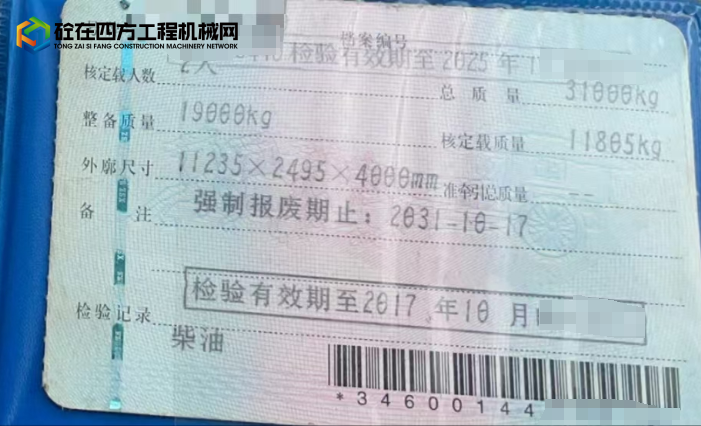 砼在四方工程机械网
TONG ZAI SI FANG CONSTRUCTION MACHINERY NETWORK
档案编号
检验有效期至2025年
核定载人数 2人
总质量 31000kg
整备质量 19000kg
核定载质量 11805kg
外廓尺寸 11235×2495×4000mm 准牵引总质量 --
备注 强制报废期止：2031-10-17
检验有效期至2017年10月
检验记录
柴油
*34600144